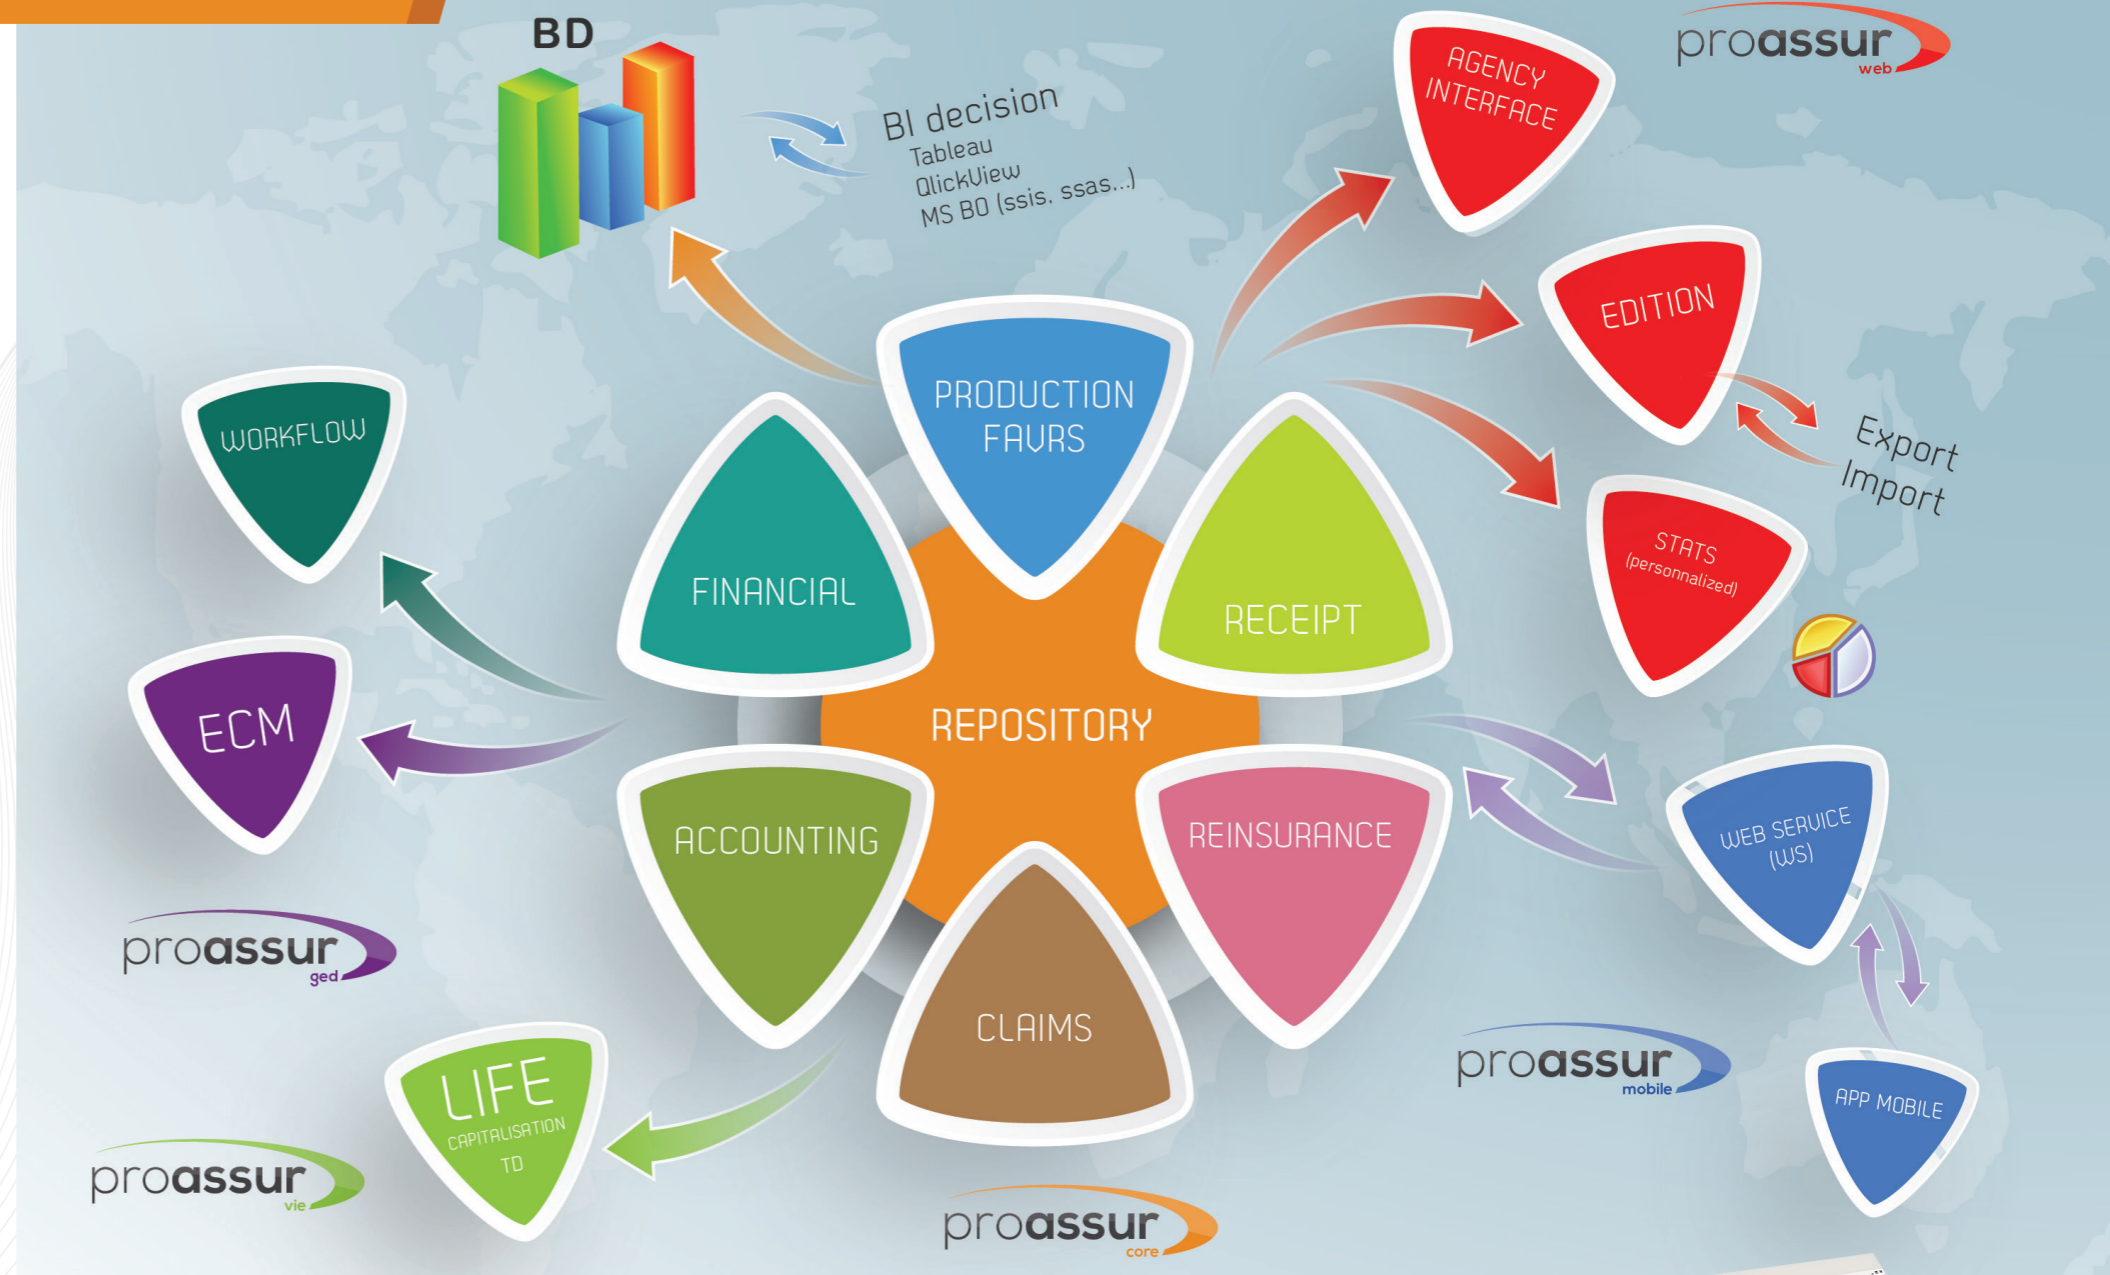 BD
BI decision
Tableau
QlickView
MS BO (ssis, ssas...)
AGENCY
INTERFACE
proassur
web
EDITION
Export
Import
STATS
(personnalized)
WORKFLOW
ECM
proassur
ged
PRODUCTION
FAVRS
FINANCIAL
RECEIPT
REPOSITORY
ACCOUNTING
REINSURANCE
CLAIMS
WEB SERVICE
(WS)
proassur
mobile
APP MOBILE
LIFE
CAPITALISATION
TD
proassur
vie
proassur
core